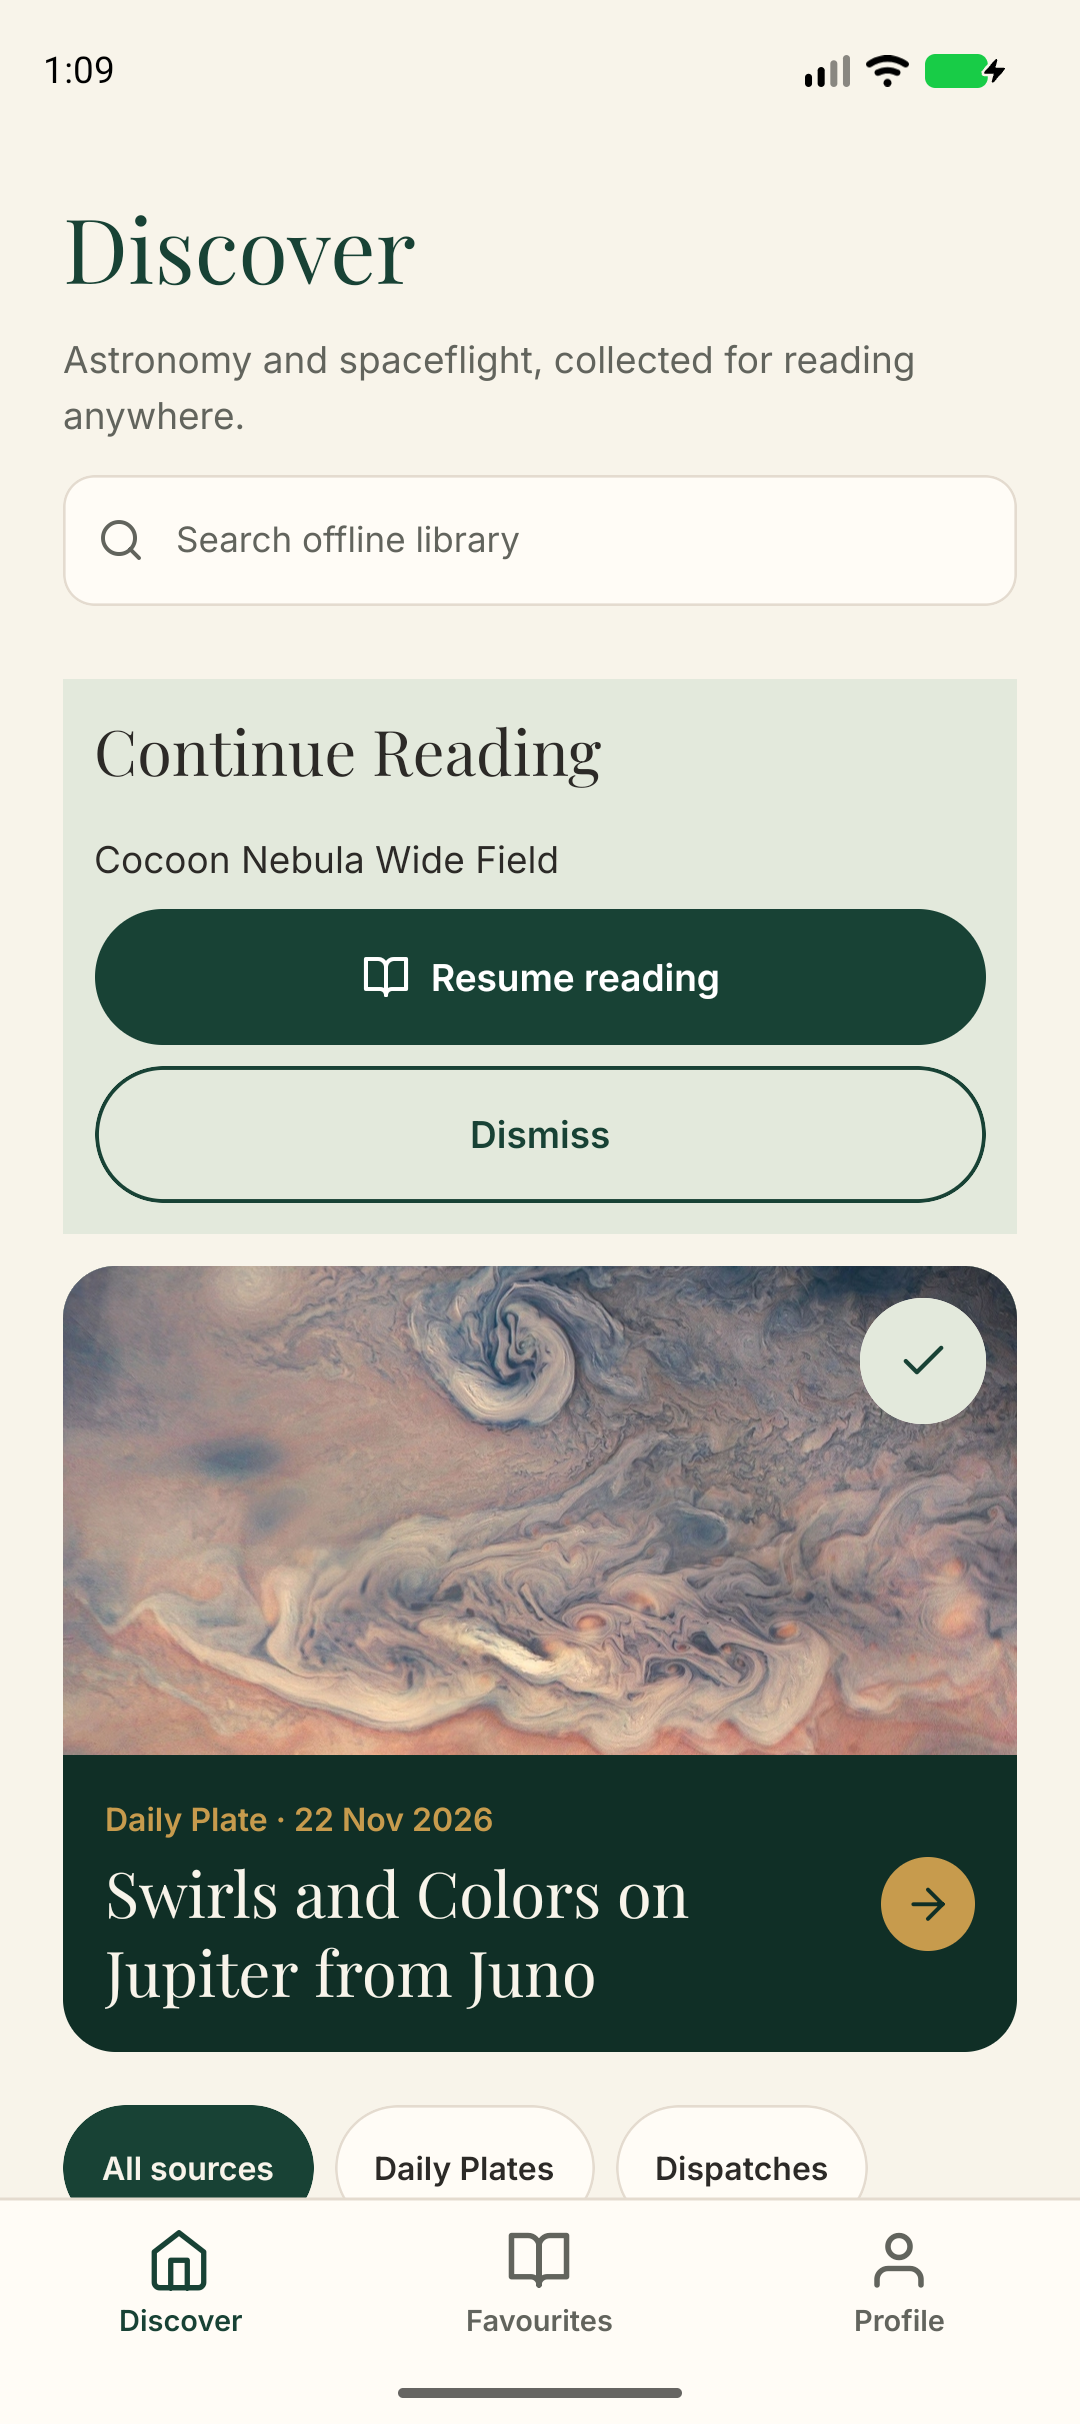 1:09
Discover
Astronomy and spaceflight, collected for reading
anywhere.
Search offline library
Continue Reading
Cocoon Nebula Wide Field
Resume reading
Dismiss
Daily Plate · 22 Nov 2026
Swirls and Colors on
Jupiter from Juno
All sources
Daily Plates
Dispatches
Discover
Favourites
Profile